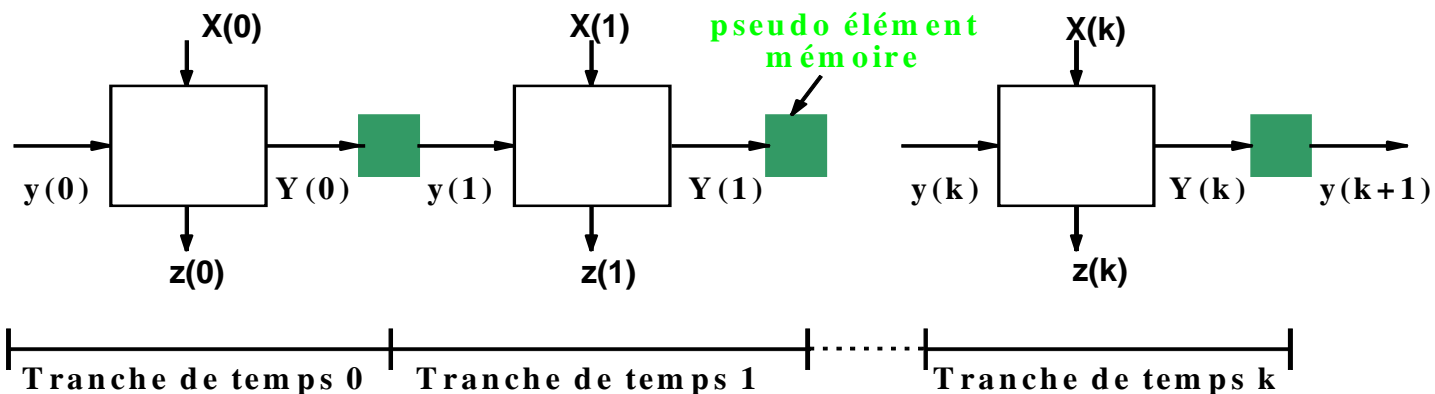 X(0)
X(1)
pseudo élément
mémoire
X(k)
y(0)
Y(0)
y(1)
Y(1)
y(k)
Y(k)
y(k+1)
z(0)
z(1)
z(k)
Tranche de temps 0
Tranche de temps 1
Tranche de temps k